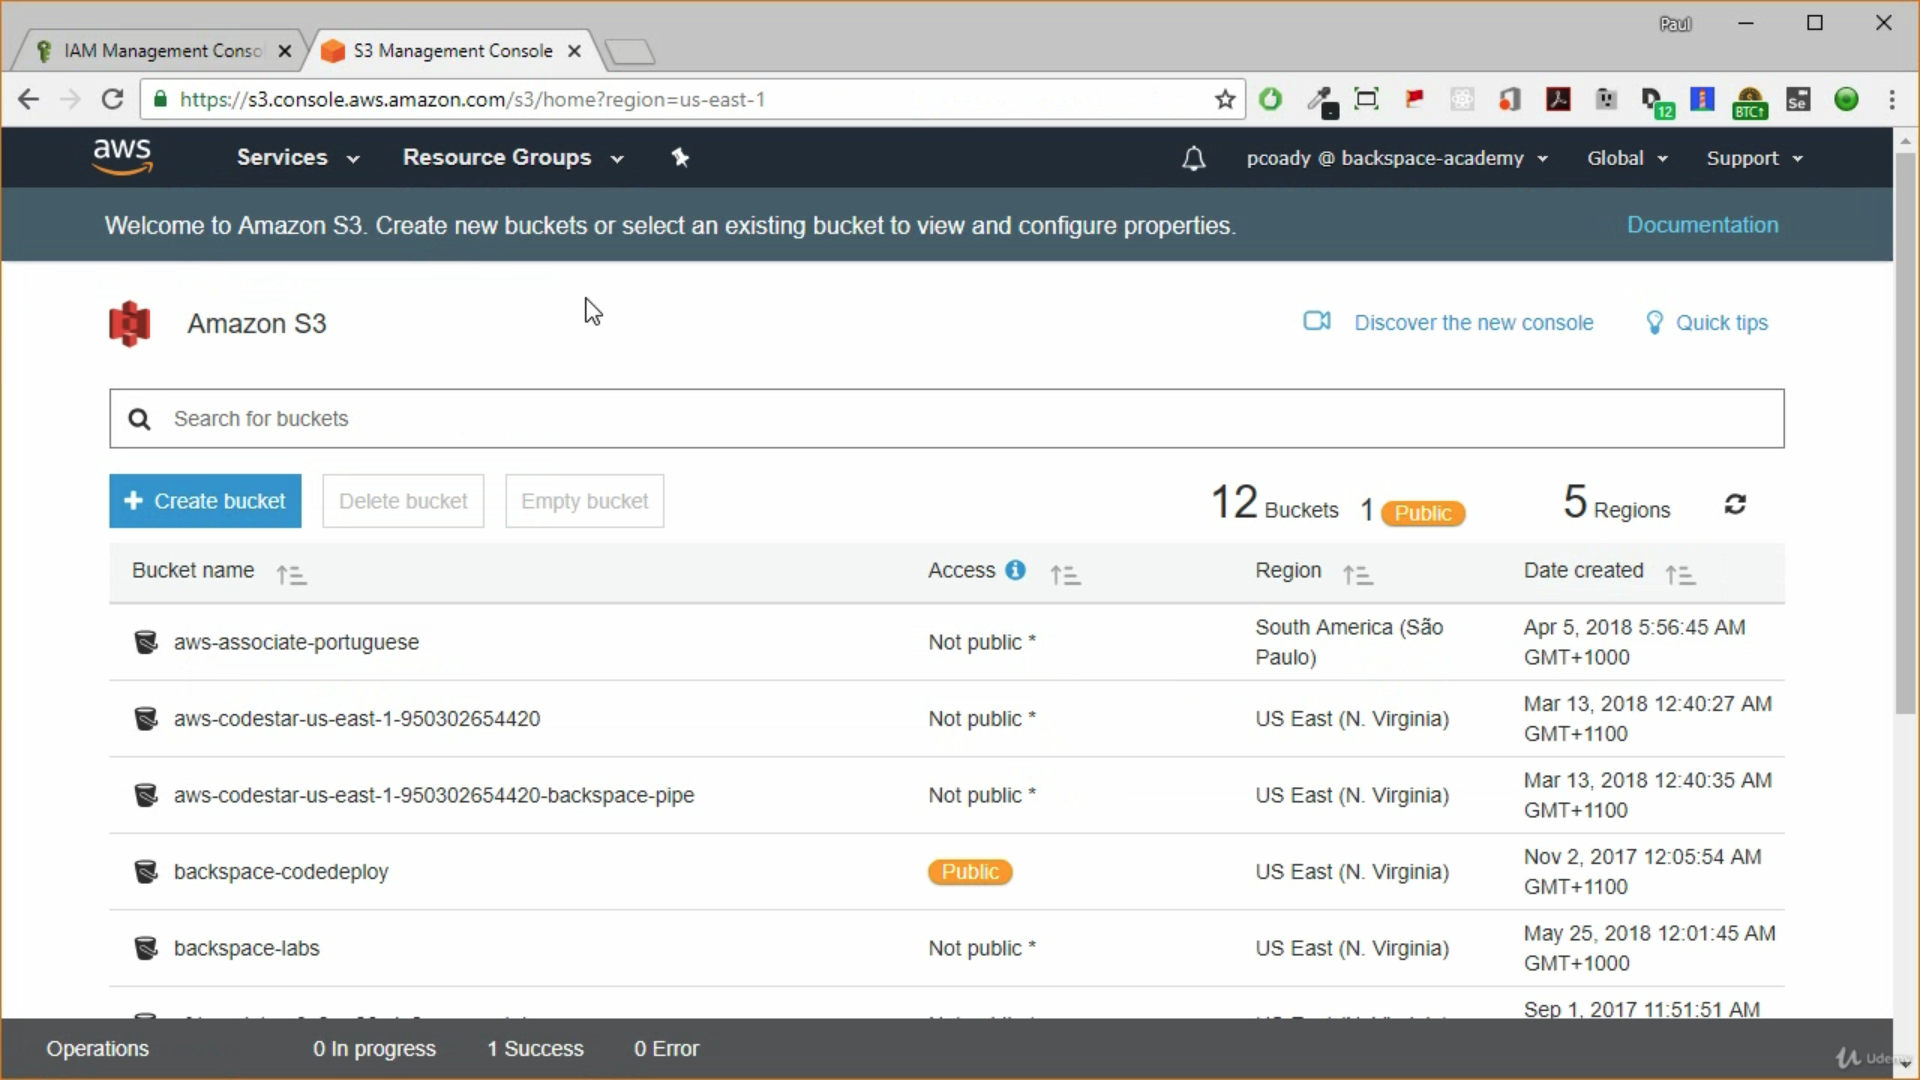 Paul
IAM Management Conso
S3 Management Console
https://s3.console.aws.amazon.com/s3/home?region=us-east-1
12
BTC↑
Se
aws
Services
Resource Groups
pcoady @ backspace-academy
Global
Support
Welcome to Amazon S3. Create new buckets or select an existing bucket to view and configure properties.
Documentation
Amazon S3
Discover the new console
Quick tips
Search for buckets
+ Create bucket
Delete bucket
Empty bucket
12 Buckets
1 Public
5 Regions
Bucket name
Access
Region
Date created
aws-associate-portuguese
Not public *
South America (São
Paulo)
Apr 5, 2018 5:56:45 AM
GMT+1000
aws-codestar-us-east-1-950302654420
Not public *
US East (N. Virginia)
Mar 13, 2018 12:40:27 AM
GMT+1100
aws-codestar-us-east-1-950302654420-backspace-pipe
Not public *
US East (N. Virginia)
Mar 13, 2018 12:40:35 AM
GMT+1100
backspace-codedeploy
Public
US East (N. Virginia)
Nov 2, 2017 12:05:54 AM
GMT+1100
backspace-labs
Not public *
US East (N. Virginia)
May 25, 2018 12:01:45 AM
GMT+1000
Sep 1, 2017 11:51:51 AM
Operations
0 In progress
1 Success
0 Error